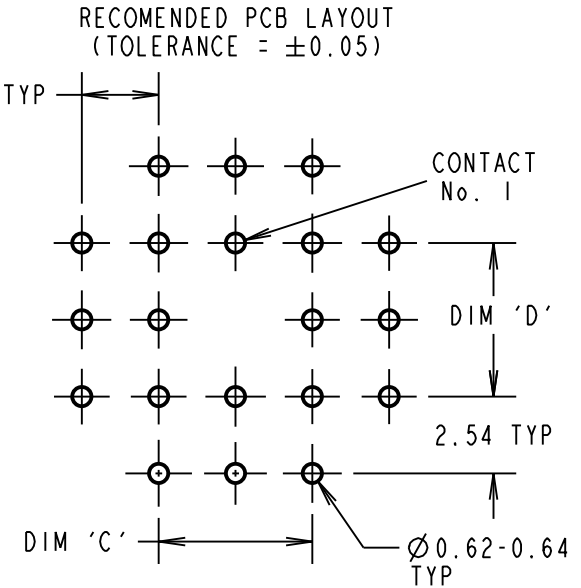 RECOMENDED PCB LAYOUT
(TOLERANCE = ±0.05)
TYP
CONTACT
No. 1
DIM 'D'
2.54 TYP
DIM 'C'
Ø0.62-0.64
TYP